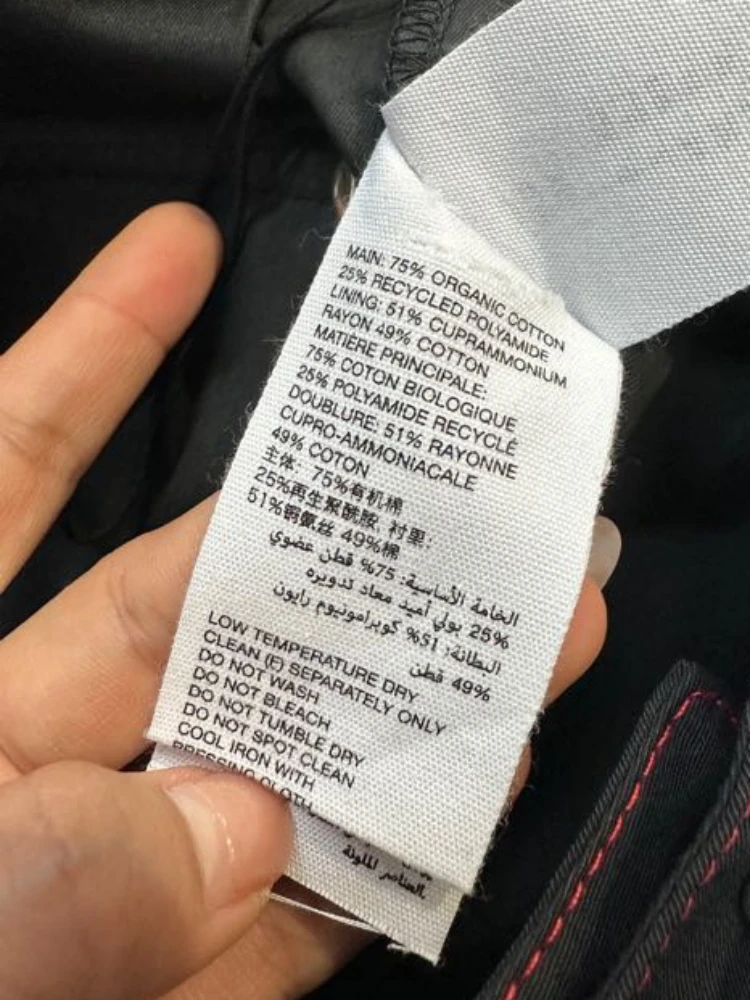 MAIN: 75% ORGANIC COTTON
25% RECYCLED POLYAMIDE
LINING: 51% CUPRAMMONIUM
RAYON 49% COTTON
MATIÈRE PRINCIPALE:
75% COTON BIOLOGIQUE
25% POLYAMIDE RECYCLÉ
DOUBLURE: 51% RAYONNE
CUPRO-AMMONIACALE
49% COTON
主体: 75%有机棉
25%再生聚酰胺 衬里:
51%铜氨丝 49%棉
الخامة الأساسية: 75% قطن عضوي
25% بولي أميد معاد تدويره
البطانة: 51% كوبرامونيوم رايون
49% قطن
LOW TEMPERATURE DRY
CLEAN (F) SEPARATELY ONLY
DO NOT WASH
DO NOT BLEACH
DO NOT TUMBLE DRY
DO NOT SPOT CLEAN
COOL IRON WITH
PRESSING CLOTH
العناصر الملونة